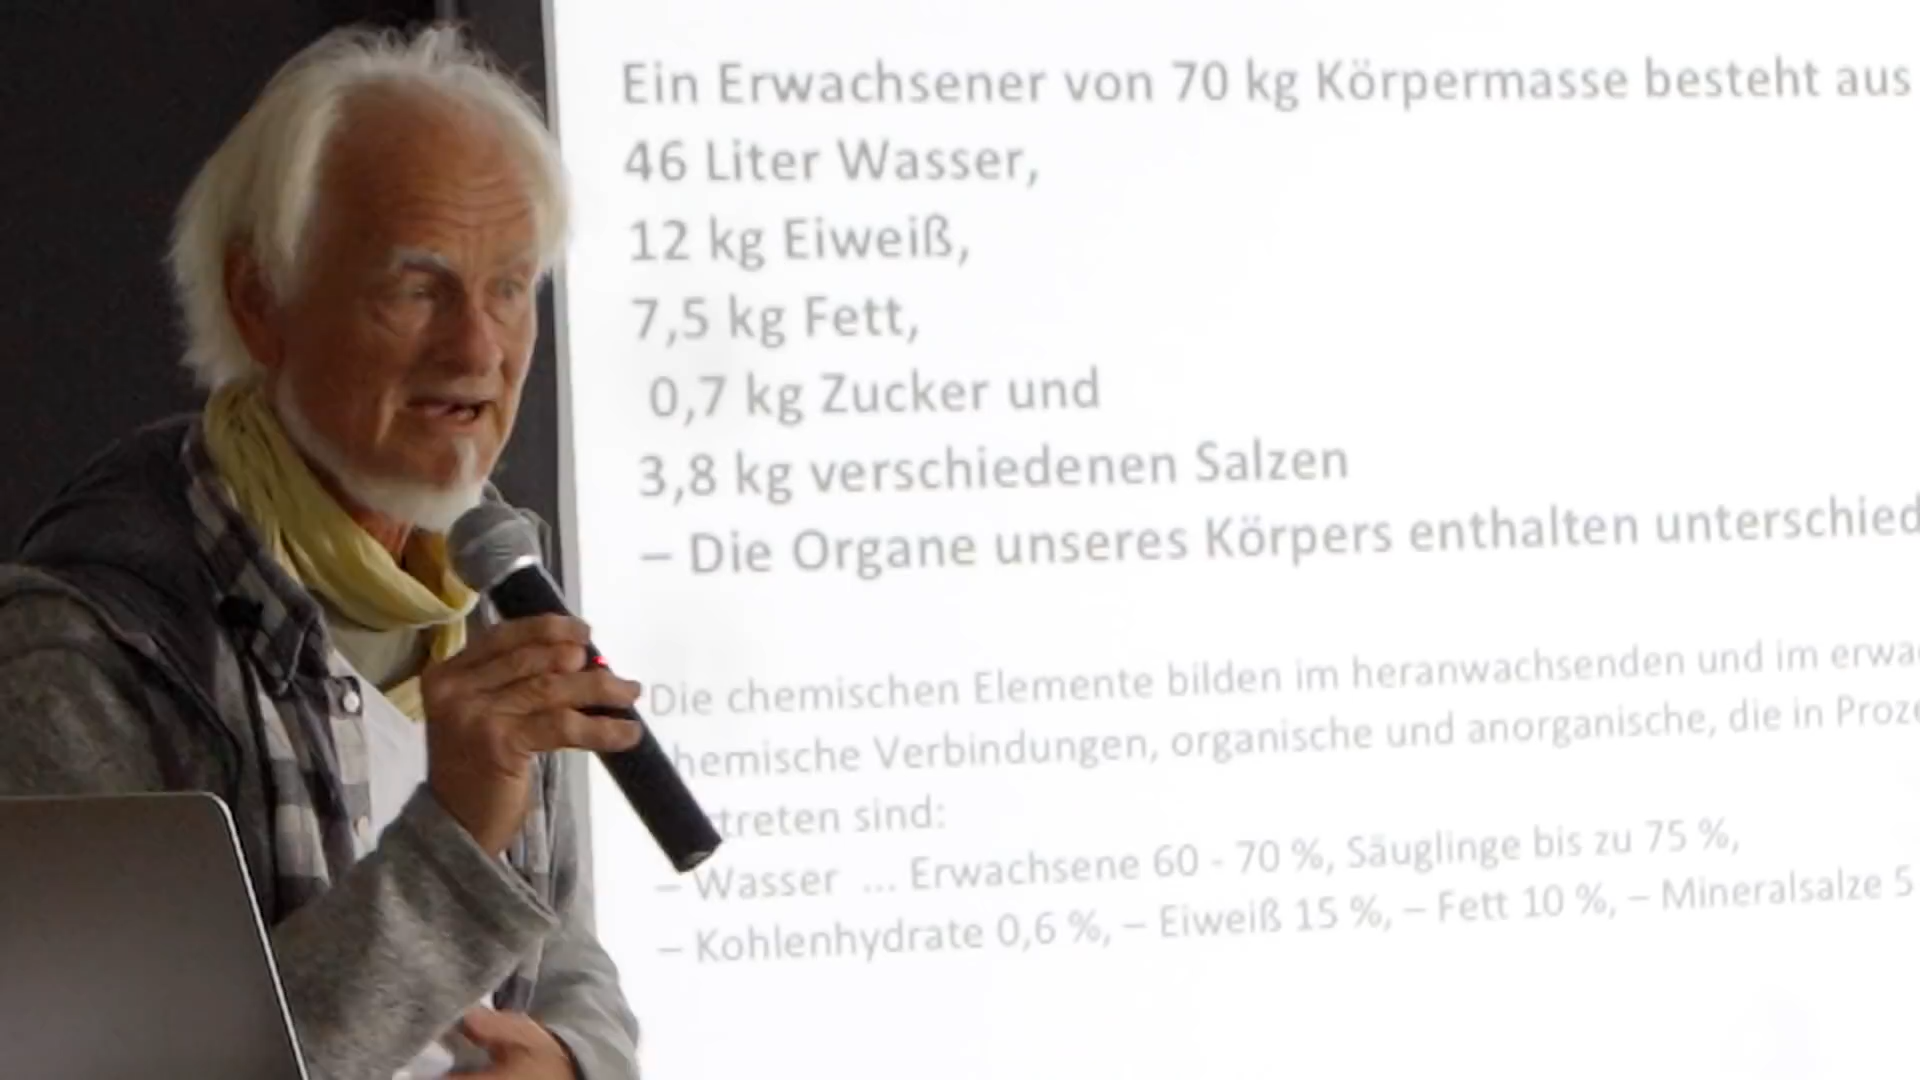 Ein Erwachsener von 70 kg Körpermasse besteht aus
46 Liter Wasser,
12 kg Eiweiß,
7,5 kg Fett,
0,7 kg Zucker und
3,8 kg verschiedenen Salzen
– Die Organe unseres Körpers enthalten
Die chemischen Elemente bilden im heranwachsenden und im
hemische Verbindungen, organische und anorganische, die in
treten sind:
– Wasser ... Erwachsene 60 - 70 %, Säuglinge bis zu 75 %,
– Kohlenhydrate 0,6 %, – Eiweiß 15 %, – Fett 10 %, – Mineralsalze 5